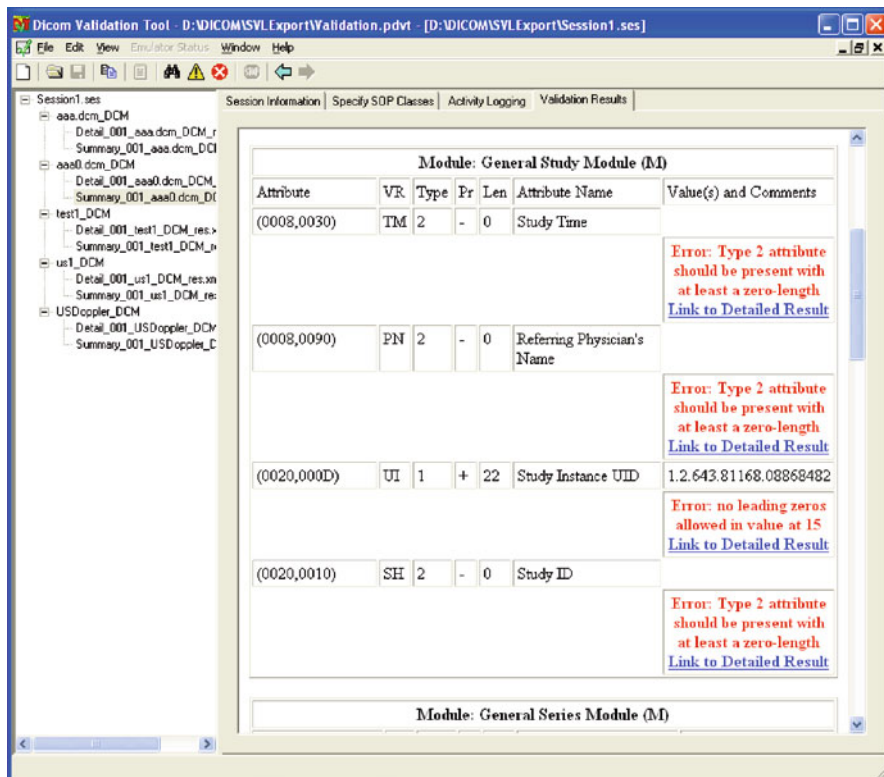 Dicom Validation Tool - D:\DICOM\SVLExport\Validation.pdvt - [D:\DICOM\SVLExport\Session1.ses]
File Edit View Emulator Status Window Help
Session1.ses
aaa.dcm_DCM
Detail_001_aaa.dcm_DCM_r
Summary_001_aaa.dcm_DCI
aaa0.dcm_DCM
Detail_001_aaa0.dcm_DCM_
Summary_001_aaa0.dcm_DC
test1_DCM
Detail_001_test1_DCM_res.x
Summary_001_test1_DCM_r
us1_DCM
Detail_001_us1_DCM_res.xn
Summary_001_us1_DCM_re
USDoppler_DCM
Detail_001_USDoppler_DCM
Summary_001_USDoppler_D
Session Information Specify SOP Classes Activity Logging Validation Results
Module: General Study Module (M)
Attribute VR Type Pr Len Attribute Name Value(s) and Comments
(0008,0030) TM 2 - 0 Study Time
Error: Type 2 attribute
should be present with
at least a zero-length
Link to Detailed Result
(0008,0090) PN 2 - 0 Referring Physician's
Name
Error: Type 2 attribute
should be present with
at least a zero-length
Link to Detailed Result
(0020,000D) UI 1 + 22 Study Instance UID 1.2.643.81168.08868482
Error: no leading zeros
allowed in value at 15
Link to Detailed Result
(0020,0010) SH 2 - 0 Study ID
Error: Type 2 attribute
should be present with
at least a zero-length
Link to Detailed Result
Module: General Series Module (M)